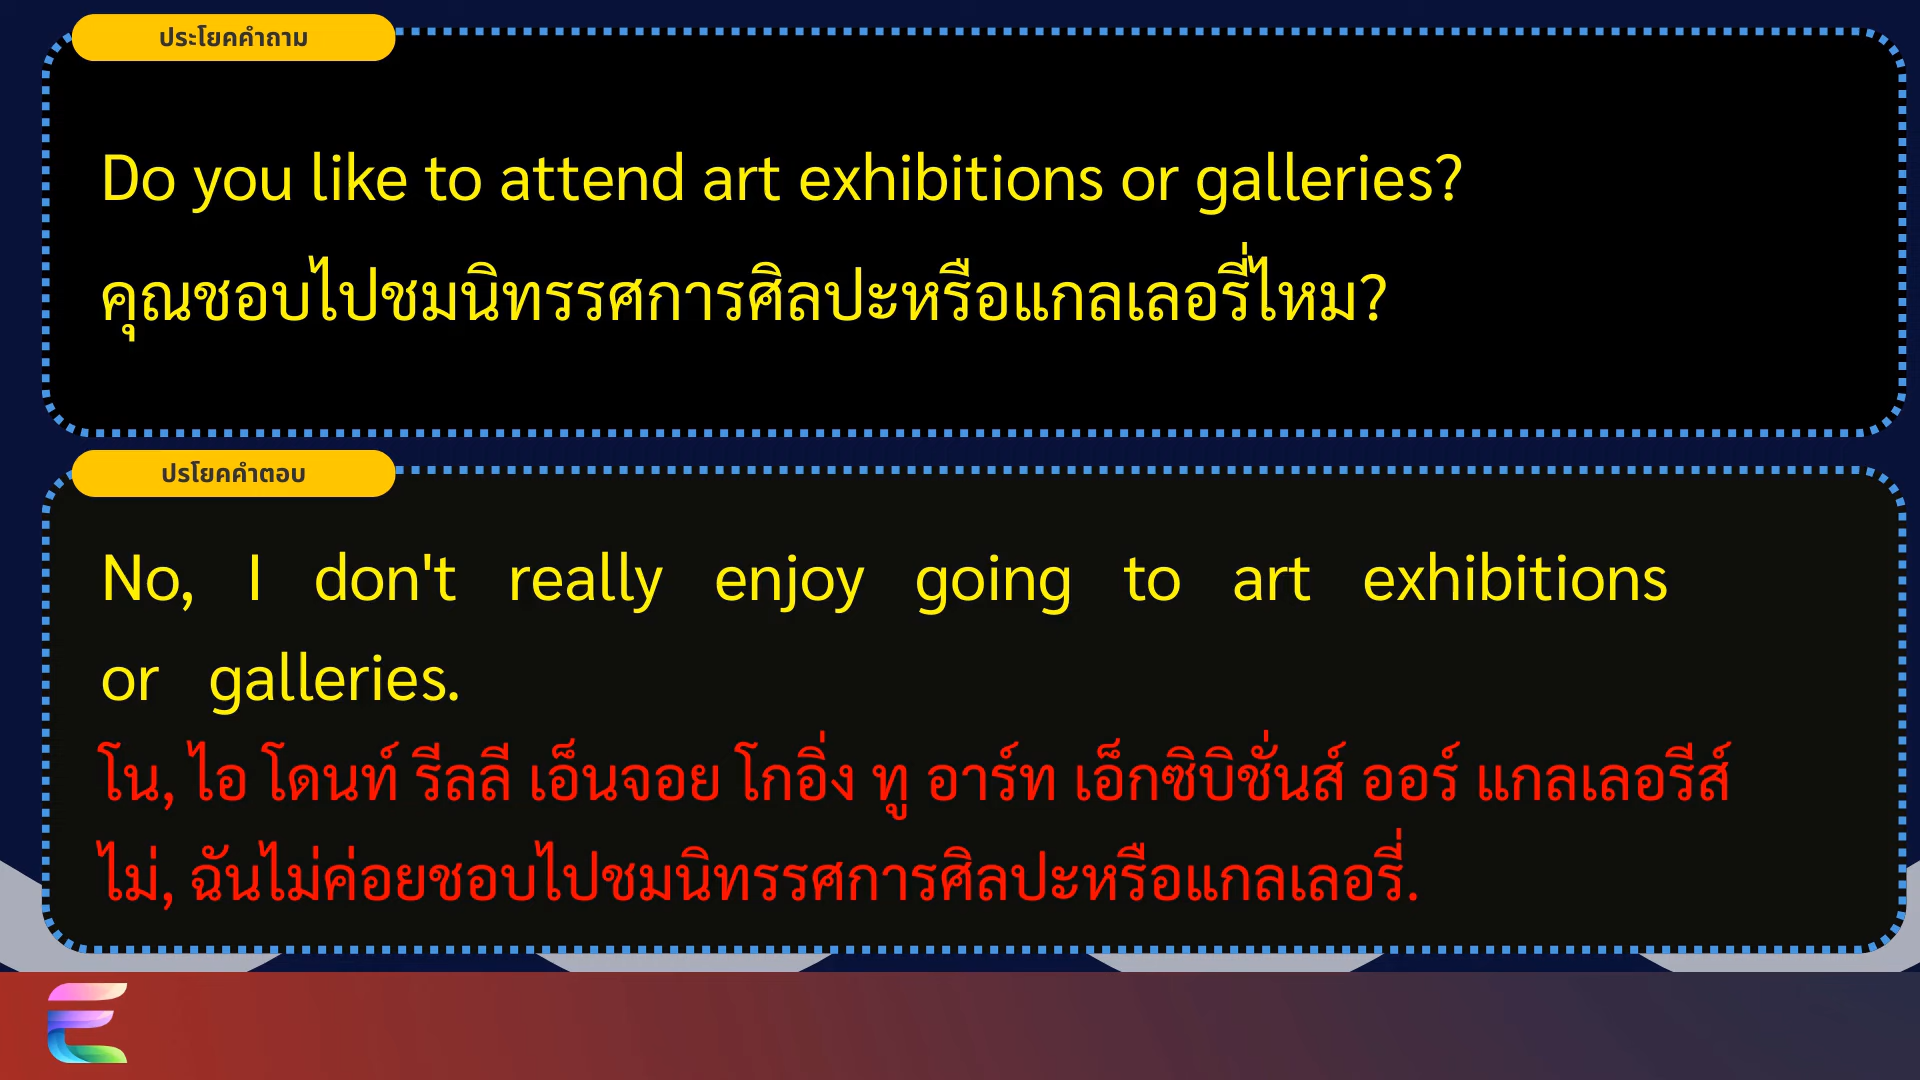 ประโยคคำถาม
Do you like to attend art exhibitions or galleries?
คุณชอบไปชมนิทรรศการศิลปะหรือแกลเลอรี่ไหม?
ปรโยคคำตอบ
No, I don't really enjoy going to art exhibitions
or galleries.
โน, ไอ โดนท์ รีลลี เอ็นจอย โกอิ่ง ทู อาร์ท เอ็กซิบิชั่นส์ ออร์ แกลเลอรีส์
ไม่, ฉันไม่ค่อยชอบไปชมนิทรรศการศิลปะหรือแกลเลอรี่.